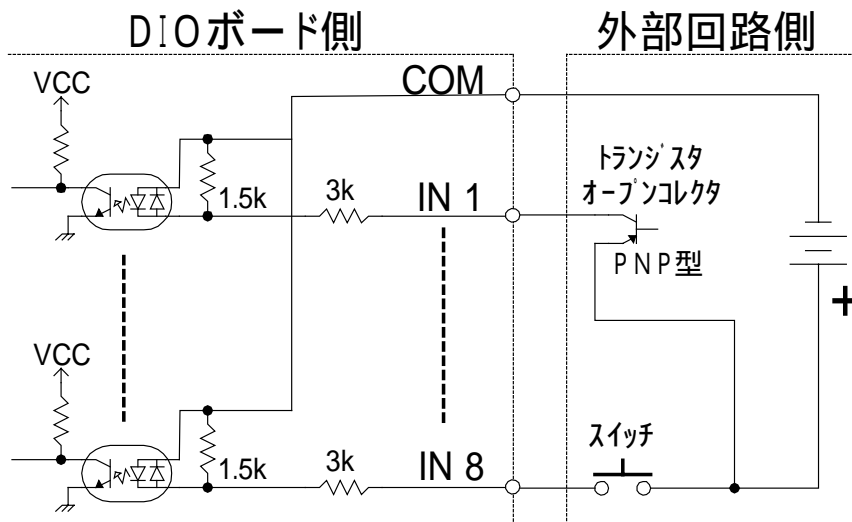 DIOボード側
外部回路側
VCC
COM
トランジスタ
オープンコレクタ
1.5k
3k
IN 1
PNP型
+
VCC
スイッチ
1.5k
3k
IN 8